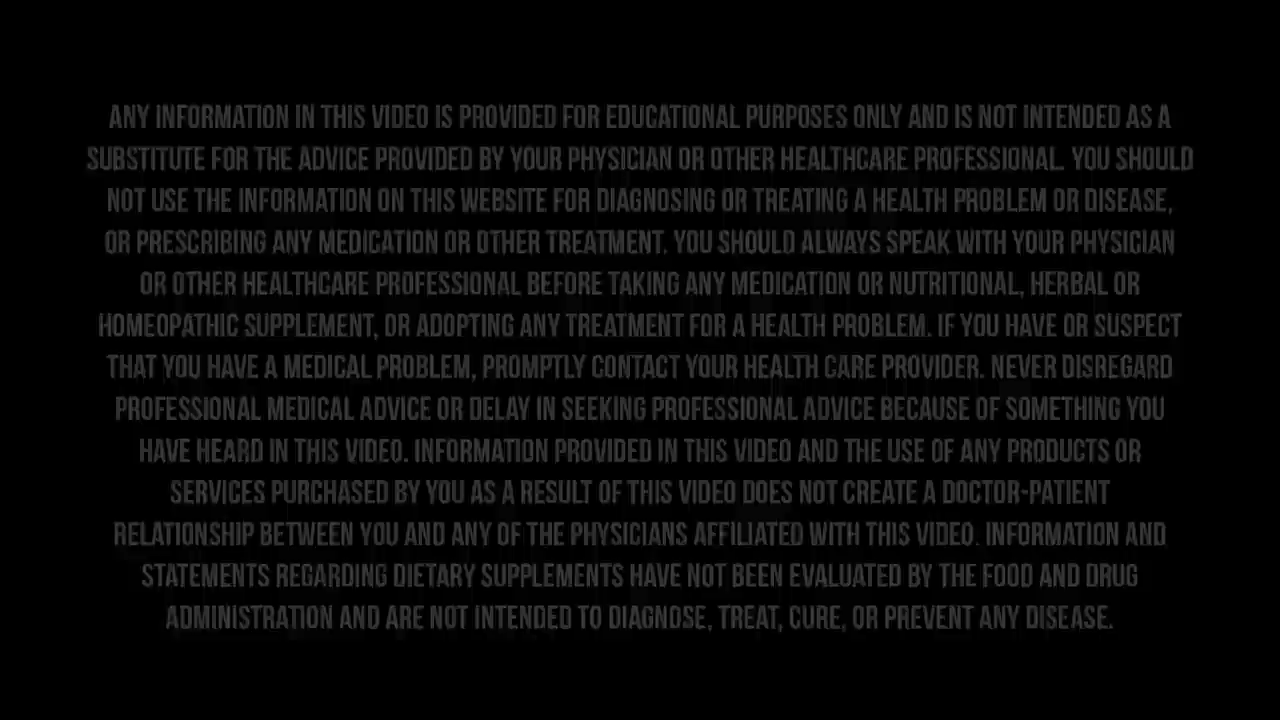 ANY INFORMATION IN THIS VIDEO IS PROVIDED FOR EDUCATIONAL PURPOSES ONLY AND IS NOT INTENDED AS A
SUBSTITUTE FOR THE ADVICE PROVIDED BY YOUR PHYSICIAN OR OTHER HEALTHCARE PROFESSIONAL. YOU SHOULD
NOT USE THE INFORMATION ON THIS WEBSITE FOR DIAGNOSING OR TREATING A HEALTH PROBLEM OR DISEASE,
OR PRESCRIBING ANY MEDICATION OR OTHER TREATMENT. YOU SHOULD ALWAYS SPEAK WITH YOUR PHYSICIAN
OR OTHER HEALTHCARE PROFESSIONAL BEFORE TAKING ANY MEDICATION OR NUTRITIONAL, HERBAL OR
HOMEOPATHIC SUPPLEMENT, OR ADOPTING ANY TREATMENT FOR A HEALTH PROBLEM. IF YOU HAVE OR SUSPECT
THAT YOU HAVE A MEDICAL PROBLEM, PROMPTLY CONTACT YOUR HEALTH CARE PROVIDER. NEVER DISREGARD
PROFESSIONAL MEDICAL ADVICE OR DELAY IN SEEKING PROFESSIONAL ADVICE BECAUSE OF SOMETHING YOU
HAVE HEARD IN THIS VIDEO. INFORMATION PROVIDED IN THIS VIDEO AND THE USE OF ANY PRODUCTS OR
SERVICES PURCHASED BY YOU AS A RESULT OF THIS VIDEO DOES NOT CREATE A DOCTOR-PATIENT
RELATIONSHIP BETWEEN YOU AND ANY OF THE PHYSICIANS AFFILIATED WITH THIS VIDEO. INFORMATION AND
STATEMENTS REGARDING DIETARY SUPPLEMENTS HAVE NOT BEEN EVALUATED BY THE FOOD AND DRUG
ADMINISTRATION AND ARE NOT INTENDED TO DIAGNOSE, TREAT, CURE, OR PREVENT ANY DISEASE.